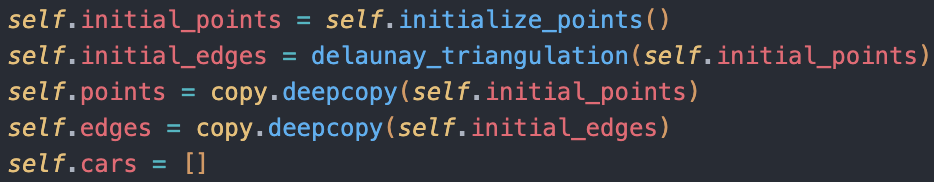 self.initial_points = self.initialize_points()
self.initial_edges = delaunay_triangulation(self.initial_points)
self.points = copy.deepcopy(self.initial_points)
self.edges = copy.deepcopy(self.initial_edges)
self.cars = []